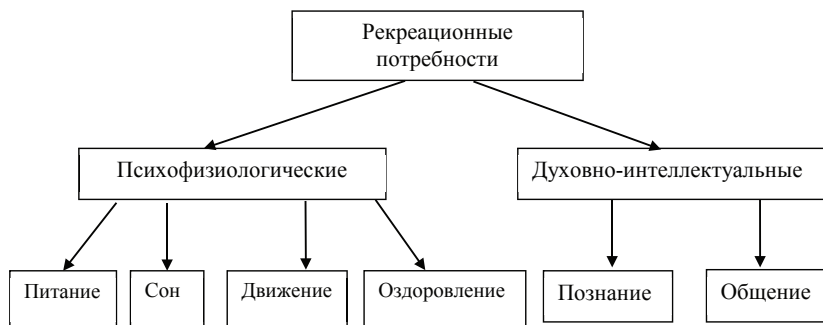 Рекреационные
потребности
Психофизиологические
Духовно-интеллектуальные
Питание
Сон
Движение
Оздоровление
Познание
Общение